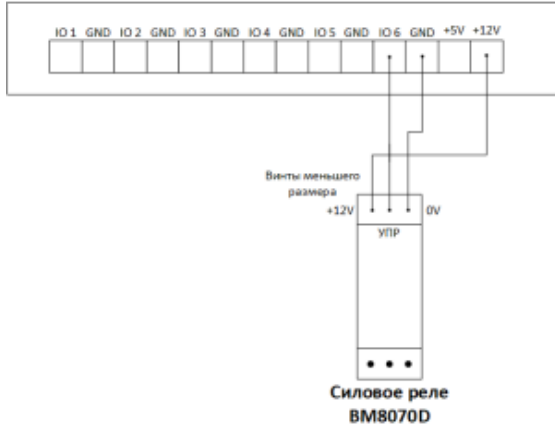 IO 1 GND IO 2 GND IO 3 GND IO 4 GND IO 5 GND IO 6 GND +5V +12V
Винты меньшего
размера
+12V 0V
УПР
Силовое реле
BM8070D